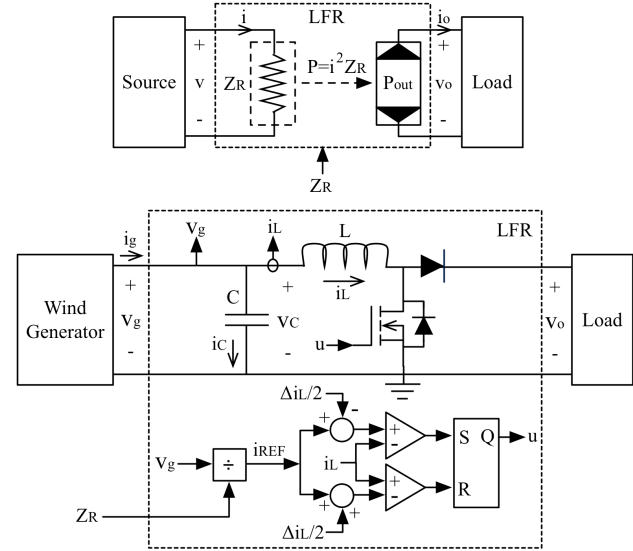 i LFR io
+ P=i²ZR +
Source v ZR Pout vo Load
- -
ZR
ig vg iL L LFR
+ C + iL +
Wind Generator vg vC Vo Load
- iC - u -
ΔiL/2 -
+ +
- S Q u
vg ÷ iREF iL
+ R
+ -
ZR +
ΔiL/2